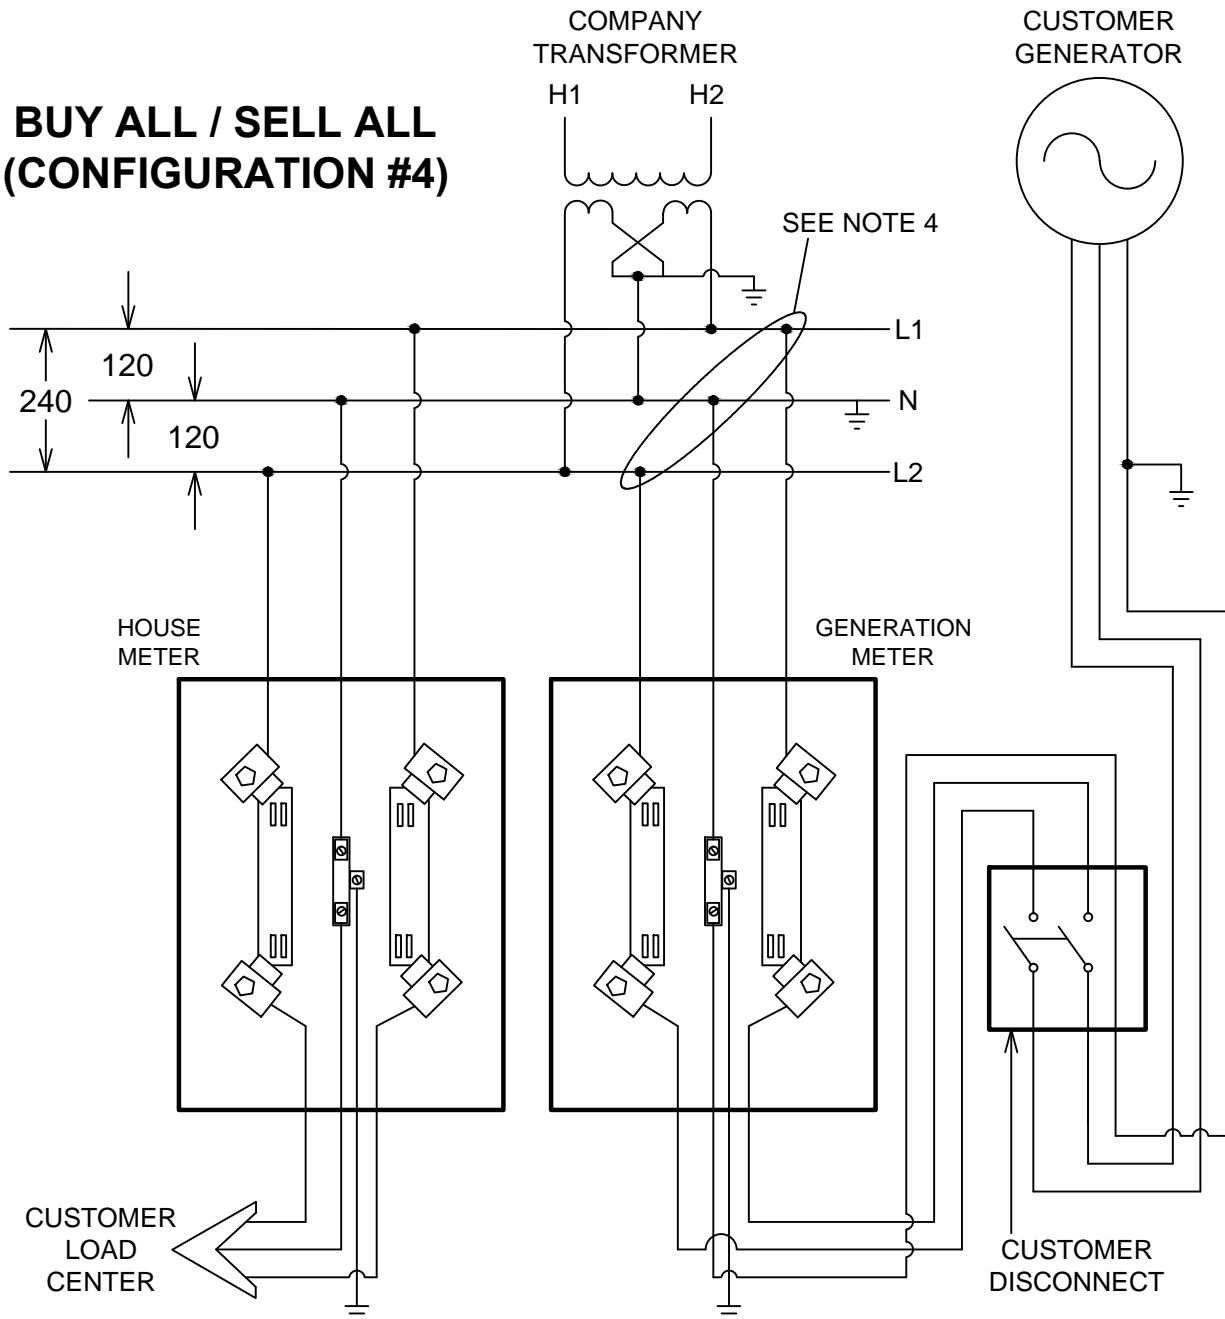 COMPANY
TRANSFORMER
H1 H2
CUSTOMER
GENERATOR
BUY ALL / SELL ALL
(CONFIGURATION #4)
SEE NOTE 4
L1
120
240
N
120
L2
HOUSE
METER
GENERATION
METER
CUSTOMER
LOAD
CENTER
CUSTOMER
DISCONNECT